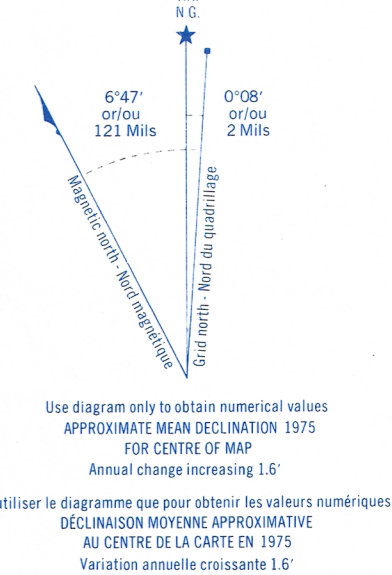 N G.
6°47′
or/ou
121 Mils
0°08′
or/ou
2 Mils
Magnetic north - Nord magnétique
Grid north - Nord du quadrillage
Use diagram only to obtain numerical values
APPROXIMATE MEAN DECLINATION 1975
FOR CENTRE OF MAP
Annual change increasing 1.6′
utiliser le diagramme que pour obtenir les valeurs numériques
DÉCLINAISON MOYENNE APPROXIMATIVE
AU CENTRE DE LA CARTE EN 1975
Variation annuelle croissante 1.6′